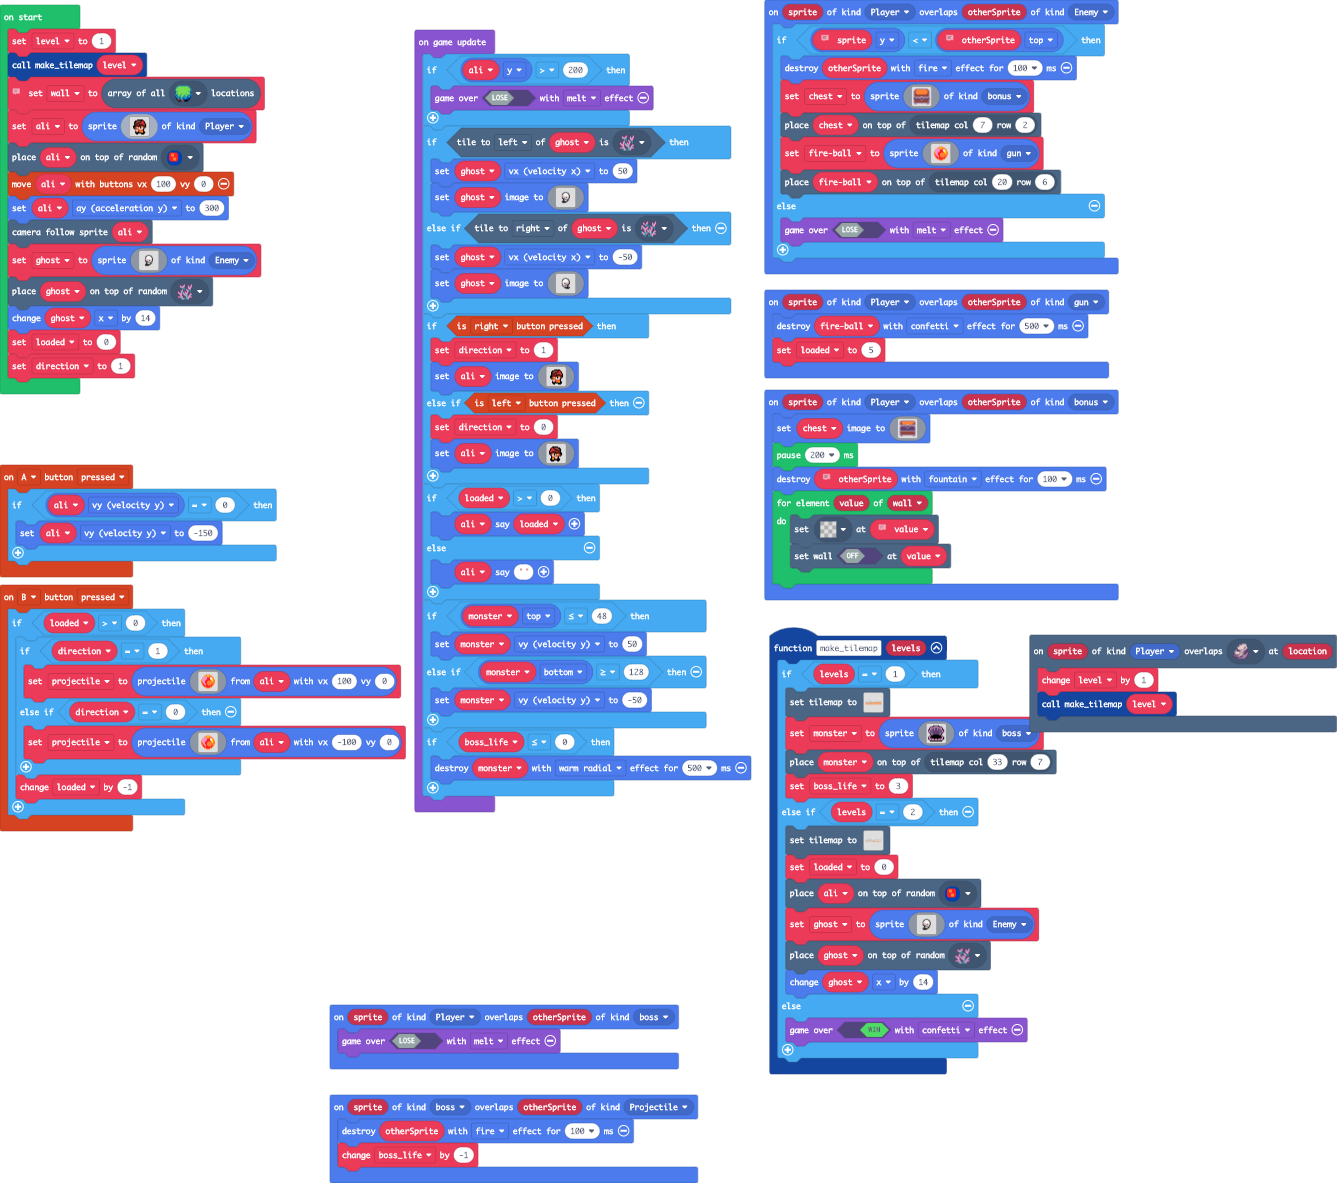 on start
set level to 1
call make_tilemap level
set wall to array of all locations
set ali to sprite of kind Player
place ali on top of random
move ali with buttons vx 100 vy 0
set ali ay (acceleration y) to 300
camera follow sprite ali
set ghost to sprite of kind Enemy
place ghost on top of random
change ghost x by 14
set loaded to 0
set direction to 1
on A button pressed
if ali vy (velocity y) = 0 then
set ali vy (velocity y) to -150
on B button pressed
if loaded > 0 then
if direction = 1 then
set projectile to projectile from ali with vx 100 vy 0
else if direction = 0 then
set projectile to projectile from ali with vx -100 vy 0
change loaded by -1
on game update
if ali y > 200 then
game over LOSE with melt effect
if tile to left of ghost is then
set ghost vx (velocity x) to 50
set ghost image to
else if tile to right of ghost is then
set ghost vx (velocity x) to -50
set ghost image to
if is right button pressed then
set direction to 1
set ali image to
else if is left button pressed then
set direction to 0
set ali image to
if loaded > 0 then
ali say loaded
else
ali say " "
if monster top ≤ 48 then
set monster vy (velocity y) to 50
else if monster bottom ≥ 128 then
set monster vy (velocity y) to -50
if boss_life ≤ 0 then
destroy monster with warm radial effect for 500 ms
on sprite of kind Player overlaps otherSprite of kind Enemy
if sprite y < otherSprite top then
destroy otherSprite with fire effect for 100 ms
set chest to sprite of kind bonus
place chest on top of tilemap col 7 row 2
set fire-ball to sprite of kind gun
place fire-ball on top of tilemap col 20 row 6
else
game over LOSE with melt effect
on sprite of kind Player overlaps otherSprite of kind gun
destroy fire-ball with confetti effect for 500 ms
set loaded to 5
on sprite of kind Player overlaps otherSprite of kind bonus
set chest image to
pause 200 ms
destroy otherSprite with fountain effect for 100 ms
for element value of wall
do set at value
set wall OFF at value
function make_tilemap levels
if levels = 1 then
set tilemap to
set monster to sprite of kind boss
place monster on top of tilemap col 33 row 7
set boss_life to 3
else if levels = 2 then
set tilemap to
set loaded to 0
place ali on top of random
set ghost to sprite of kind Enemy
place ghost on top of random
change ghost x by 14
else
game over WIN with confetti effect
on sprite of kind Player overlaps at location
change level by 1
call make_tilemap level
on sprite of kind Player overlaps otherSprite of kind boss
game over LOSE with melt effect
on sprite of kind boss overlaps otherSprite of kind Projectile
destroy otherSprite with fire effect for 100 ms
change boss_life by -1